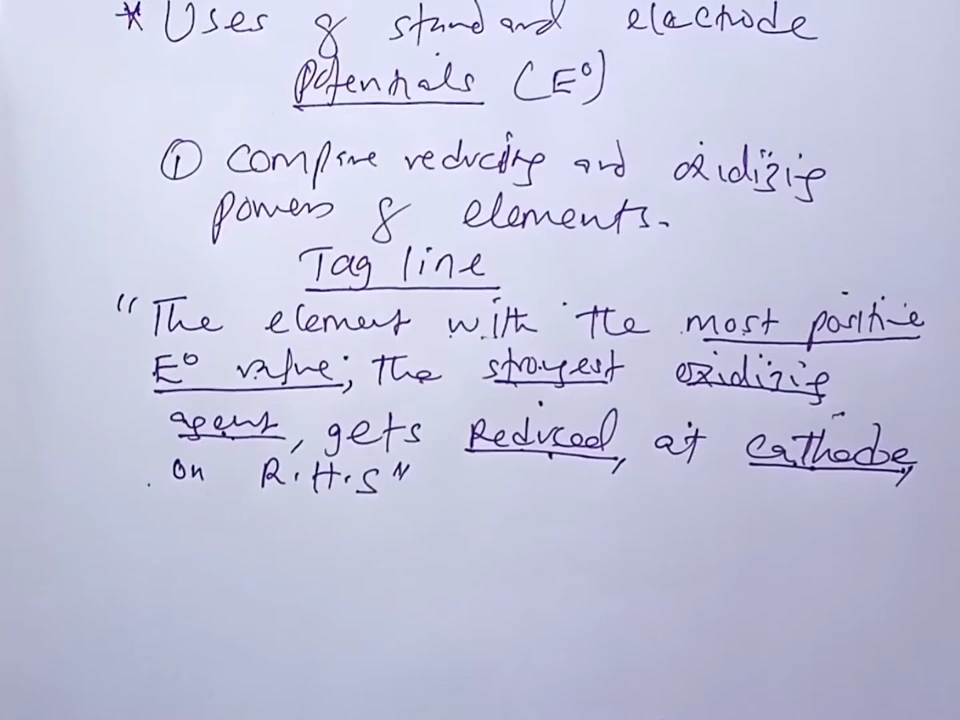 * Uses of standard electrode
potentials (E°)
① Compare reducing and oxidizing
powers of elements.
Tag line
"The element with the most positive
E° value; the strongest oxidizing
agent, gets Reduced, at Cathode,
on R.H.S"